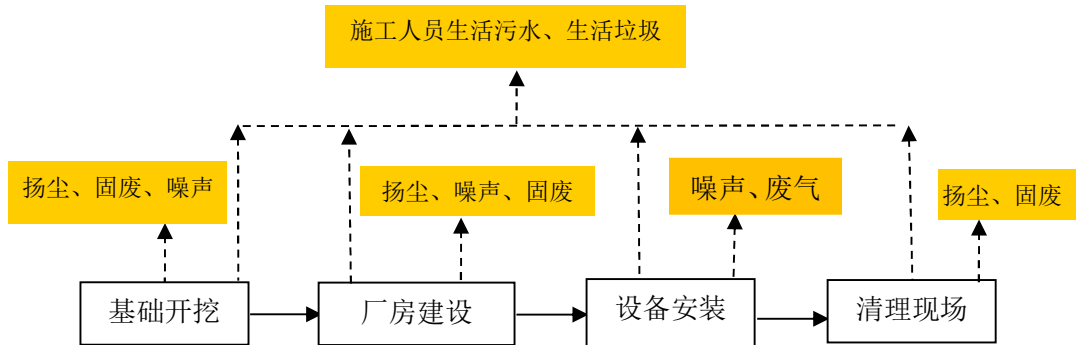 施工人员生活污水、生活垃圾
扬尘、固废、噪声
扬尘、噪声、固废
噪声、废气
扬尘、固废
基础开挖
厂房建设
设备安装
清理现场